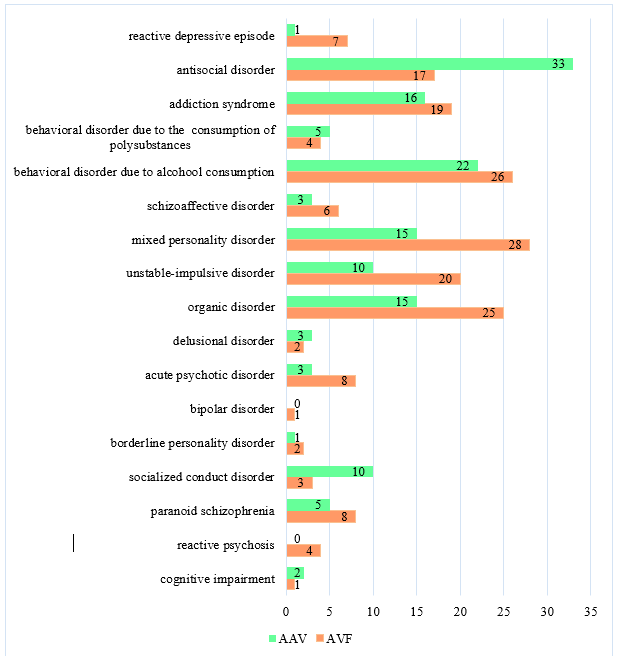 reactive depressive episode
1
7
antisocial disorder
33
17
addiction syndrome
16
19
behavioral disorder due to the consumption of
polysubstances
5
4
behavioral disorder due to alcohool consumption
22
26
schizoaffective disorder
3
6
mixed personality disorder
15
28
unstable-impulsive disorder
10
20
organic disorder
15
25
delusional disorder
3
2
acute psychotic disorder
3
8
bipolar disorder
0
1
borderline personality disorder
1
2
socialized conduct disorder
10
3
paranoid schizophrenia
5
8
reactive psychosis
0
4
cognitive impairment
2
1
0 5 10 15 20 25 30 35
AAV AVF